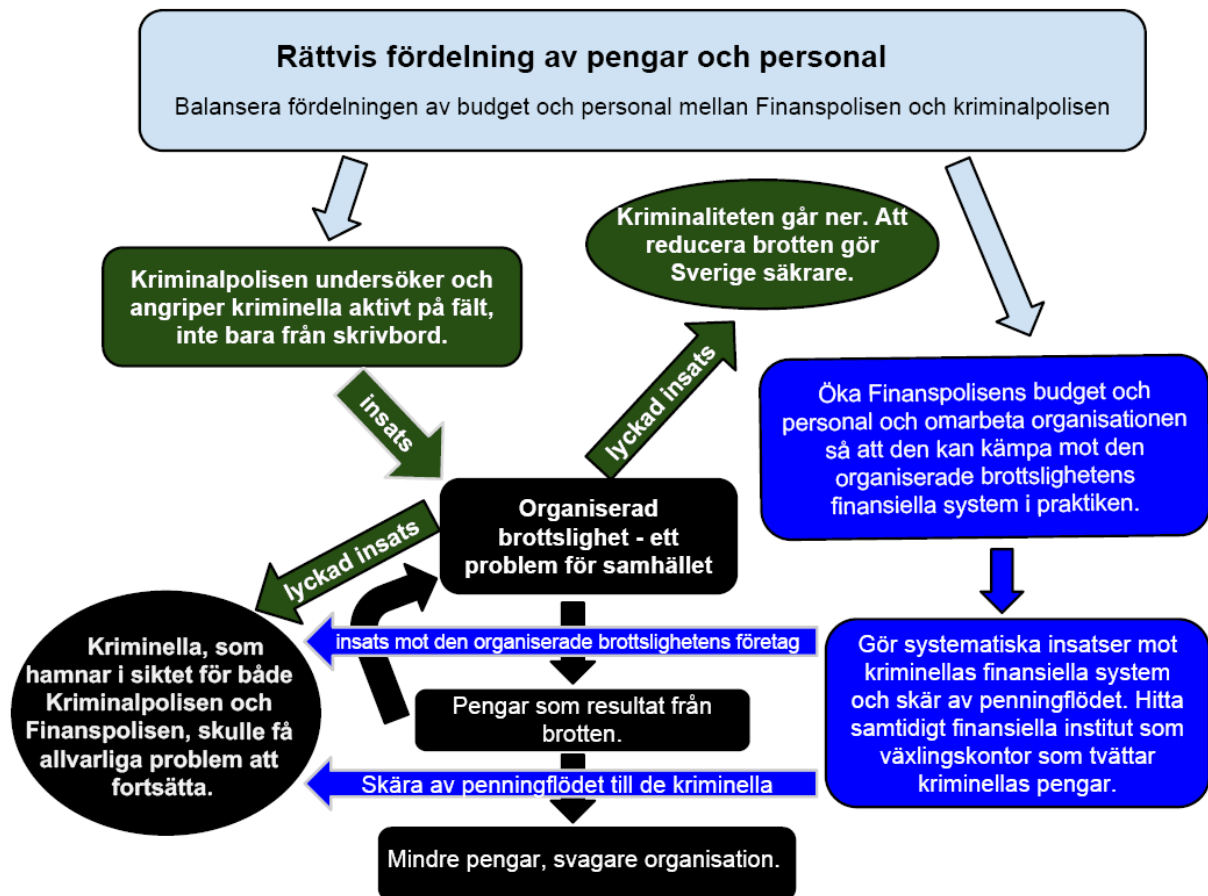 Rättvis fördelning av pengar och personal
Balansera fördelningen av budget och personal mellan Finanspolisen och kriminalpolisen
Kriminaliteten går ner. Att
reducera brotten gör
Sverige säkrare.
Kriminalpolisen undersöker och
angriper kriminella aktivt på fält,
inte bara från skrivbord.
insats
lyckad insats
Öka Finanspolisens budget och
personal och omarbeta organisationen
så att den kan kämpa mot den
organiserade brottslighetens
finansiella system i praktiken.
Organiserad
brottslighet - ett
problem för samhället
lyckad insats
Kriminella, som
hamnar i siktet för både
Kriminalpolisen och
Finanspolisen, skulle få
allvarliga problem att
fortsätta.
insats mot den organiserade brottslighetens företag
Gör systematiska insatser mot
kriminellas finansiella system
och skär av penningflödet. Hitta
samtidigt finansiella institut som
växlingskontor som tvättar
kriminellas pengar.
Pengar som resultat från
brotten.
Skära av penningflödet till de kriminella
Mindre pengar, svagare organisation.